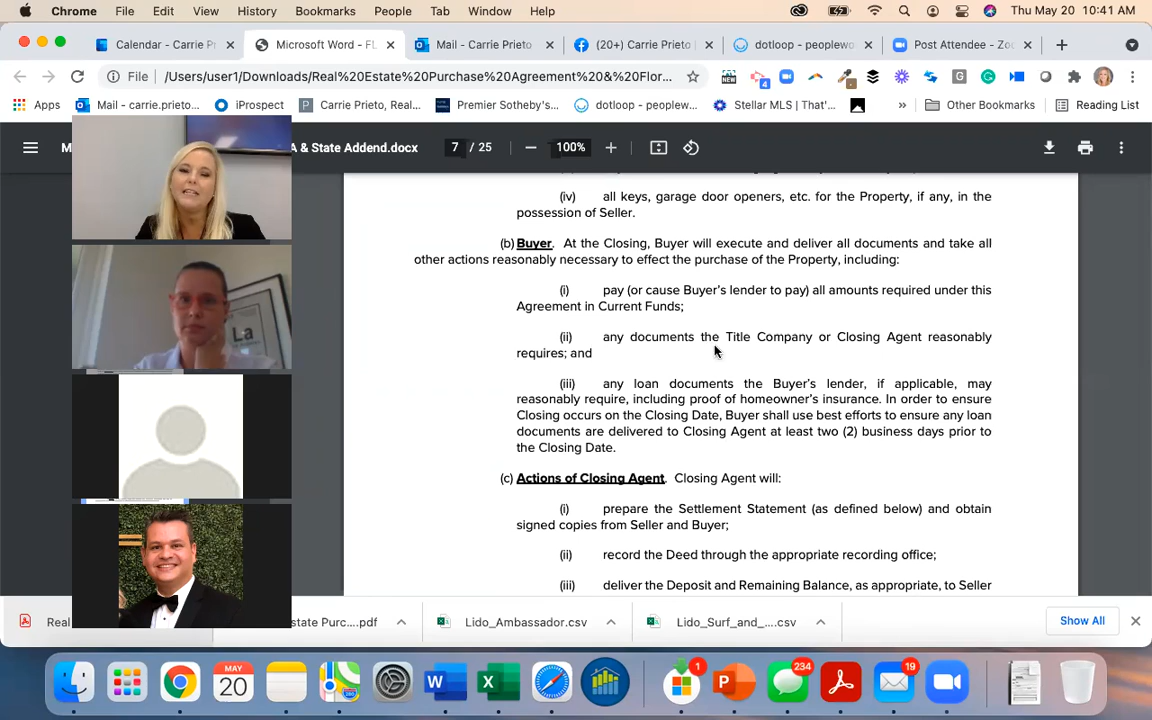 Chrome File Edit View History Bookmarks People Tab Window Help Thu May 20 10:41 AM
Calendar - Carrie Pr Microsoft Word - FL Mail - Carrie Prieto (20+) Carrie Prieto dotloop - peoplewo Post Attendee - Zoo
File /Users/user1/Downloads/Real%20Estate%20Purchase%20Agreement%20&%20Flor... NEW 4
Apps Mail - carrie.prieto... iProspect Carrie Prieto, Real... Premier Sotheby's... dotloop - peoplew... Stellar MLS | That'... » Other Bookmarks Reading List
M A & State Addend.docx 7 / 25 100%
(iv) all keys, garage door openers, etc. for the Property, if any, in the
possession of Seller.
(b) Buyer. At the Closing, Buyer will execute and deliver all documents and take all
other actions reasonably necessary to effect the purchase of the Property, including:
(i) pay (or cause Buyer's lender to pay) all amounts required under this
Agreement in Current Funds;
(ii) any documents the Title Company or Closing Agent reasonably
requires; and
(iii) any loan documents the Buyer's lender, if applicable, may
reasonably require, including proof of homeowner's insurance. In order to ensure
Closing occurs on the Closing Date, Buyer shall use best efforts to ensure any loan
documents are delivered to Closing Agent at least two (2) business days prior to
the Closing Date.
(c) Actions of Closing Agent. Closing Agent will:
(i) prepare the Settlement Statement (as defined below) and obtain
signed copies from Seller and Buyer;
(ii) record the Deed through the appropriate recording office;
(iii) deliver the Deposit and Remaining Balance, as appropriate, to Seller
La
Real state Purc....pdf Lido_Ambassador.csv Lido_Surf_and_....csv Show All
MAY
20
W X P
1 234 19